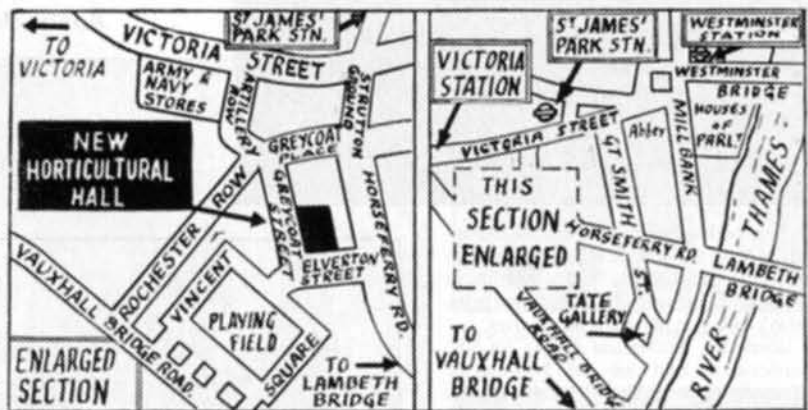 ST. JAMES'
PARK STN.
TO
VICTORIA
VICTORIA
STREET
ARMY &
NAVY
STORES
ARTILLERY
ROW
STRUTTON
GROUND
GREYCOAT
PLACE
NEW
HORTICULTURAL
HALL
ROCHESTER ROW
GREYCOAT
STREET
HORSEFERRY RD.
ELVERTON
STREET
VAUXHALL
BRIDGE ROAD.
VINCENT
SQUARE
PLAYING
FIELD
ENLARGED
SECTION
TO
LAMBETH
BRIDGE
ST. JAMES'
PARK STN.
WESTMINSTER
STATION
VICTORIA
STATION
WESTMINSTER
BRIDGE
HOUSES
OF
PARLT.
VICTORIA STREET
Abbey
MILLBANK
GT SMITH
ST.
THIS
SECTION
ENLARGED
HORSEFERRY RD.
LAMBETH
BRIDGE
RIVER THAMES
TATE
GALLERY
VAUXHALL BRIDGE
ROAD
TO
VAUXHALL
BRIDGE